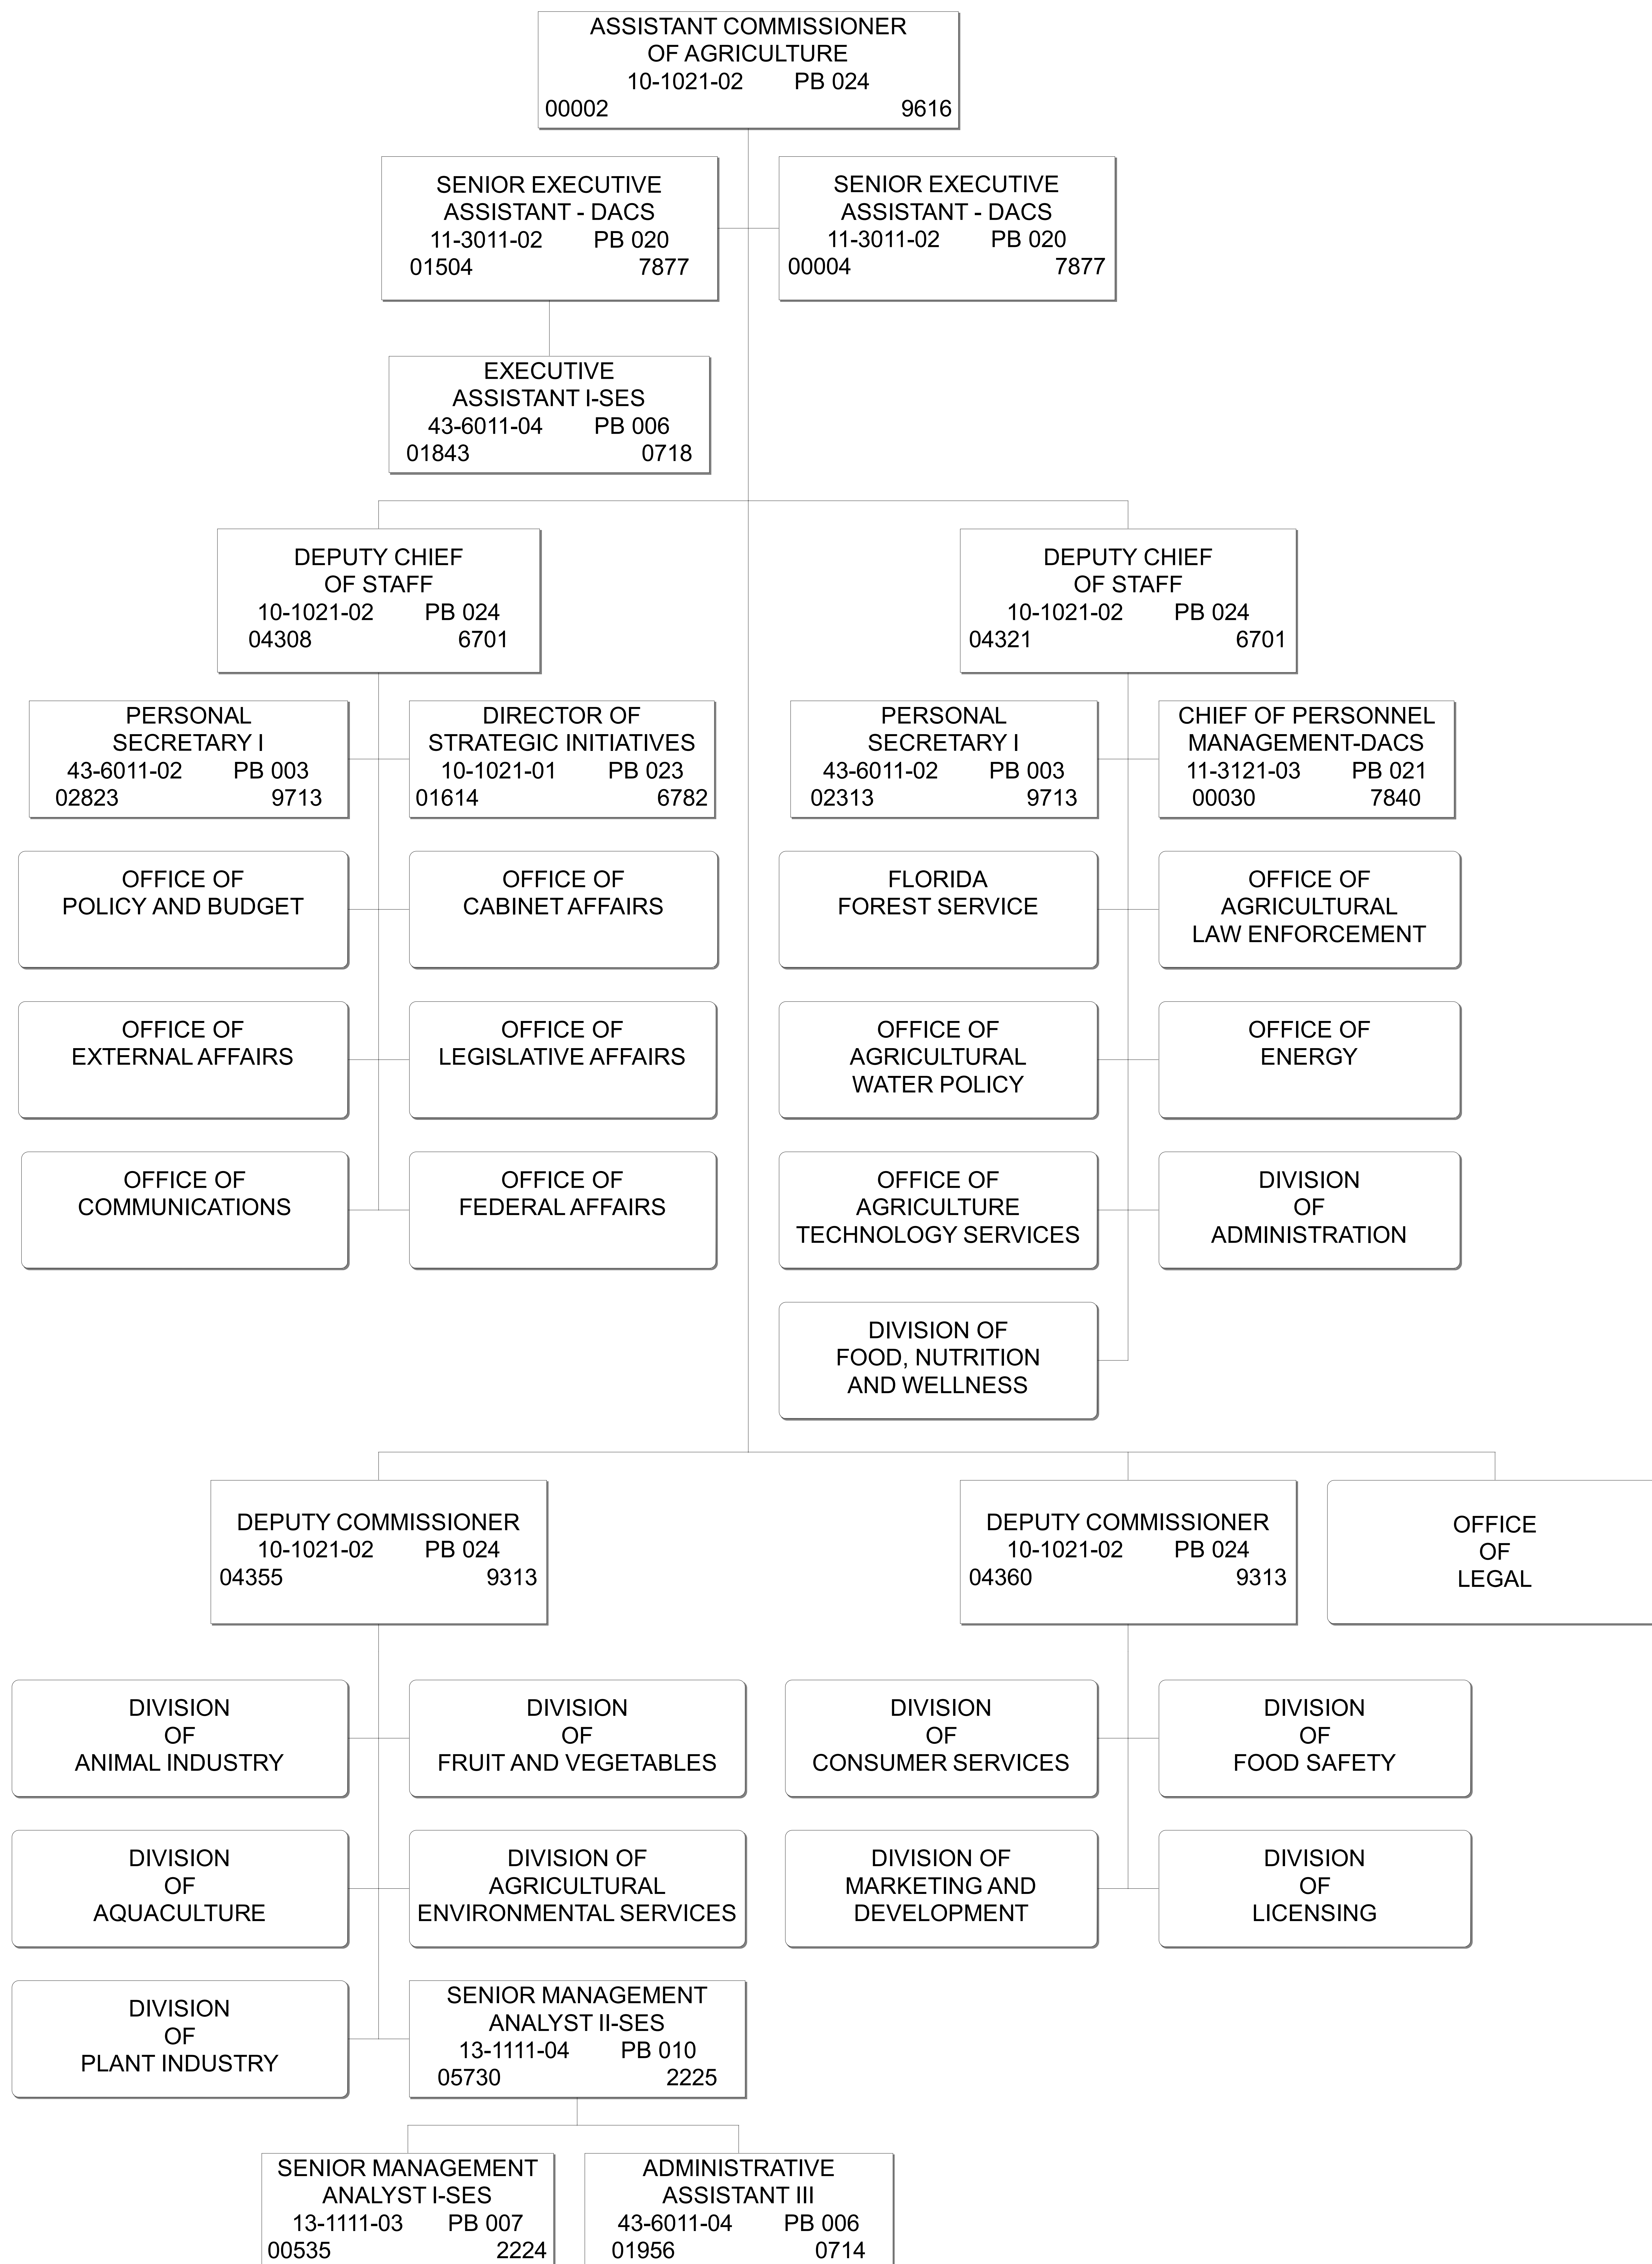 ASSISTANT COMMISSIONER
OF AGRICULTURE
10-1021-02 PB 024
00002 9616
SENIOR EXECUTIVE
ASSISTANT - DACS
11-3011-02 PB 020
01504 7877
SENIOR EXECUTIVE
ASSISTANT - DACS
11-3011-02 PB 020
00004 7877
EXECUTIVE
ASSISTANT I-SES
43-6011-04 PB 006
01843 0718
DEPUTY CHIEF
OF STAFF
10-1021-02 PB 024
04308 6701
DEPUTY CHIEF
OF STAFF
10-1021-02 PB 024
04321 6701
PERSONAL
SECRETARY I
43-6011-02 PB 003
02823 9713
DIRECTOR OF
STRATEGIC INITIATIVES
10-1021-01 PB 023
01614 6782
PERSONAL
SECRETARY I
43-6011-02 PB 003
02313 9713
CHIEF OF PERSONNEL
MANAGEMENT-DACS
11-3121-03 PB 021
00030 7840
OFFICE OF
POLICY AND BUDGET
OFFICE OF
CABINET AFFAIRS
FLORIDA
FOREST SERVICE
OFFICE OF
AGRICULTURAL
LAW ENFORCEMENT
OFFICE OF
EXTERNAL AFFAIRS
OFFICE OF
LEGISLATIVE AFFAIRS
OFFICE OF
AGRICULTURAL
WATER POLICY
OFFICE OF
ENERGY
OFFICE OF
COMMUNICATIONS
OFFICE OF
FEDERAL AFFAIRS
OFFICE OF
AGRICULTURE
TECHNOLOGY SERVICES
DIVISION
OF
ADMINISTRATION
DIVISION OF
FOOD, NUTRITION
AND WELLNESS
DEPUTY COMMISSIONER
10-1021-02 PB 024
04355 9313
DEPUTY COMMISSIONER
10-1021-02 PB 024
04360 9313
OFFICE
OF
LEGAL
DIVISION
OF
ANIMAL INDUSTRY
DIVISION
OF
FRUIT AND VEGETABLES
DIVISION
OF
CONSUMER SERVICES
DIVISION
OF
FOOD SAFETY
DIVISION
OF
AQUACULTURE
DIVISION OF
AGRICULTURAL
ENVIRONMENTAL SERVICES
DIVISION OF
MARKETING AND
DEVELOPMENT
DIVISION
OF
LICENSING
DIVISION
OF
PLANT INDUSTRY
SENIOR MANAGEMENT
ANALYST II-SES
13-1111-04 PB 010
05730 2225
SENIOR MANAGEMENT
ANALYST I-SES
13-1111-03 PB 007
00535 2224
ADMINISTRATIVE
ASSISTANT III
43-6011-04 PB 006
01956 0714